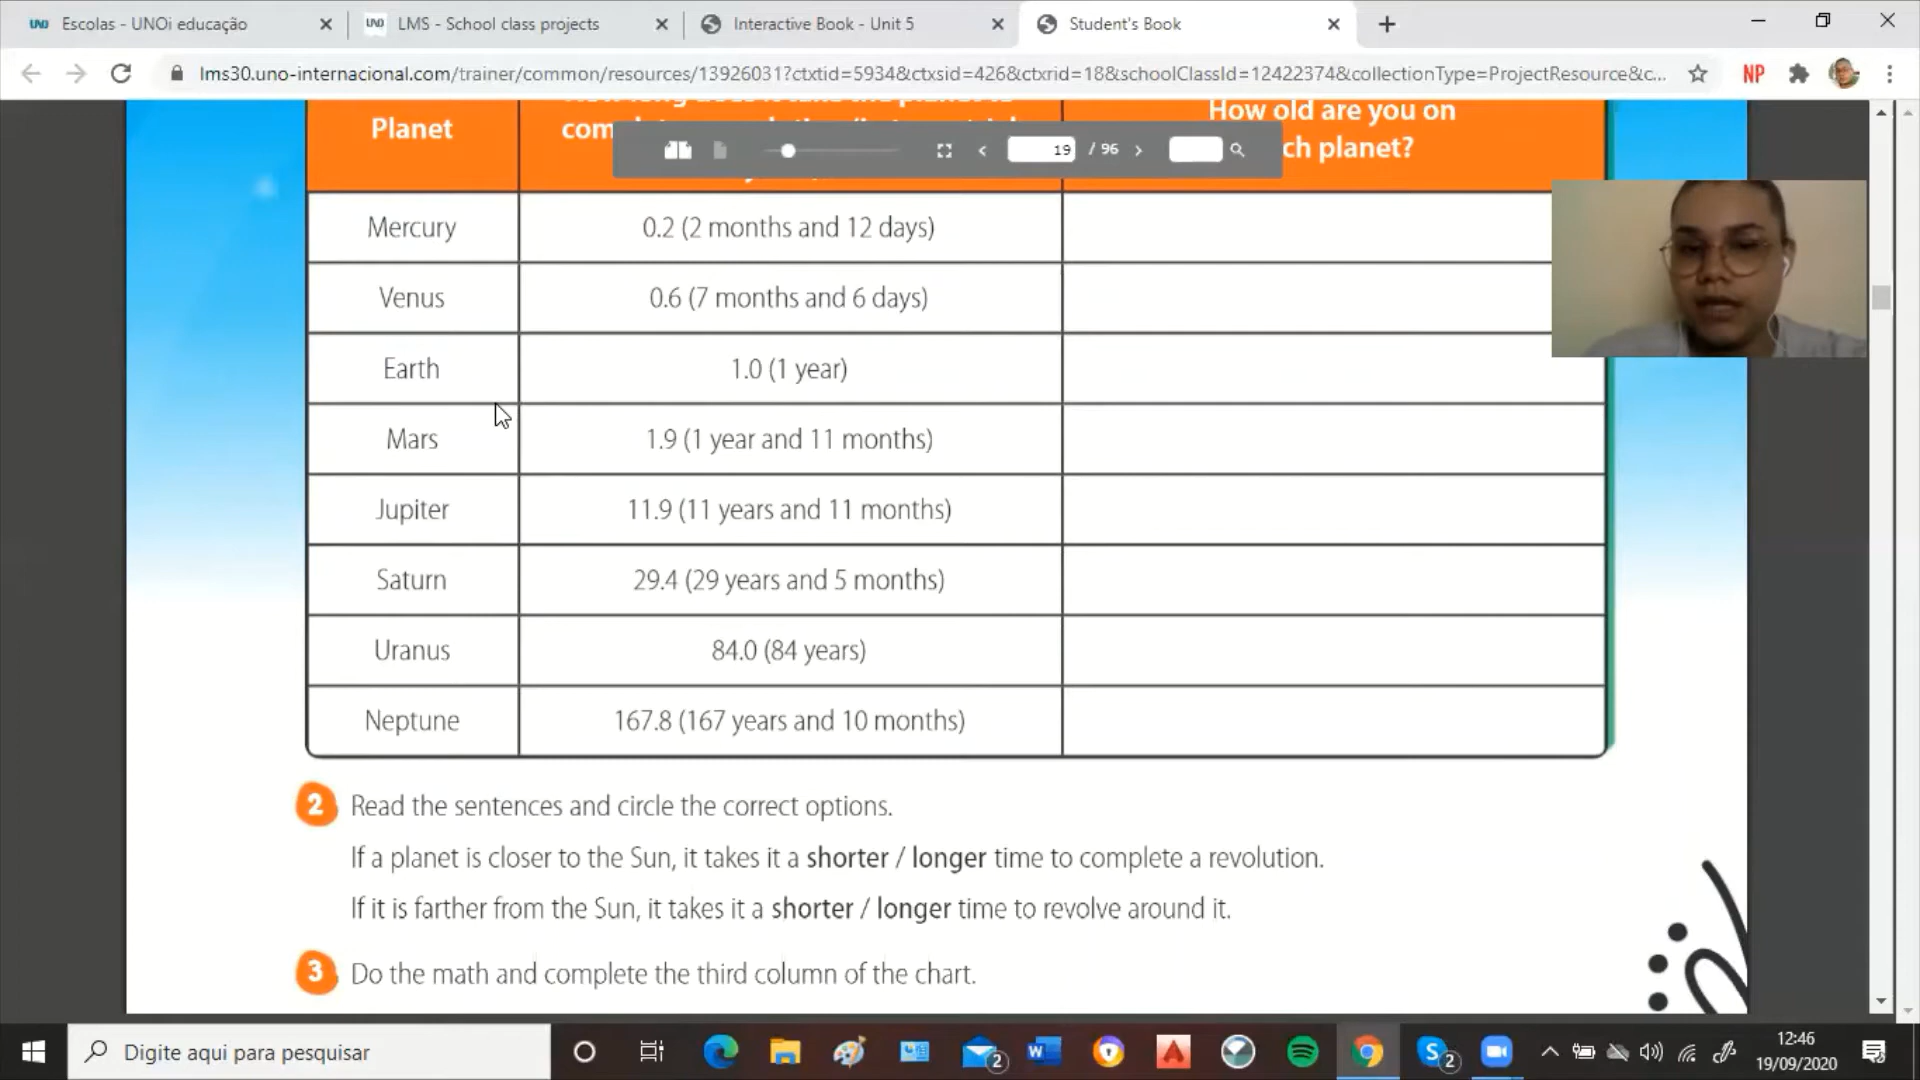 Escolas - UNOi educação
LMS - School class projects
Interactive Book - Unit 5
Student's Book
lms30.uno-internacional.com/trainer/common/resources/13926031?ctxtid=5934&ctxsid=426&ctxrid=18&schoolClassId=12422374&collectionType=ProjectResource&c...
NP
Planet
How old are you on
ch planet?
19 / 96
Mercury 0.2 (2 months and 12 days)
Venus 0.6 (7 months and 6 days)
Earth 1.0 (1 year)
Mars 1.9 (1 year and 11 months)
Jupiter 11.9 (11 years and 11 months)
Saturn 29.4 (29 years and 5 months)
Uranus 84.0 (84 years)
Neptune 167.8 (167 years and 10 months)
2 Read the sentences and circle the correct options.
If a planet is closer to the Sun, it takes it a shorter / longer time to complete a revolution.
If it is farther from the Sun, it takes it a shorter / longer time to revolve around it.
3 Do the math and complete the third column of the chart.
Digite aqui para pesquisar
2
2
12:46
19/09/2020